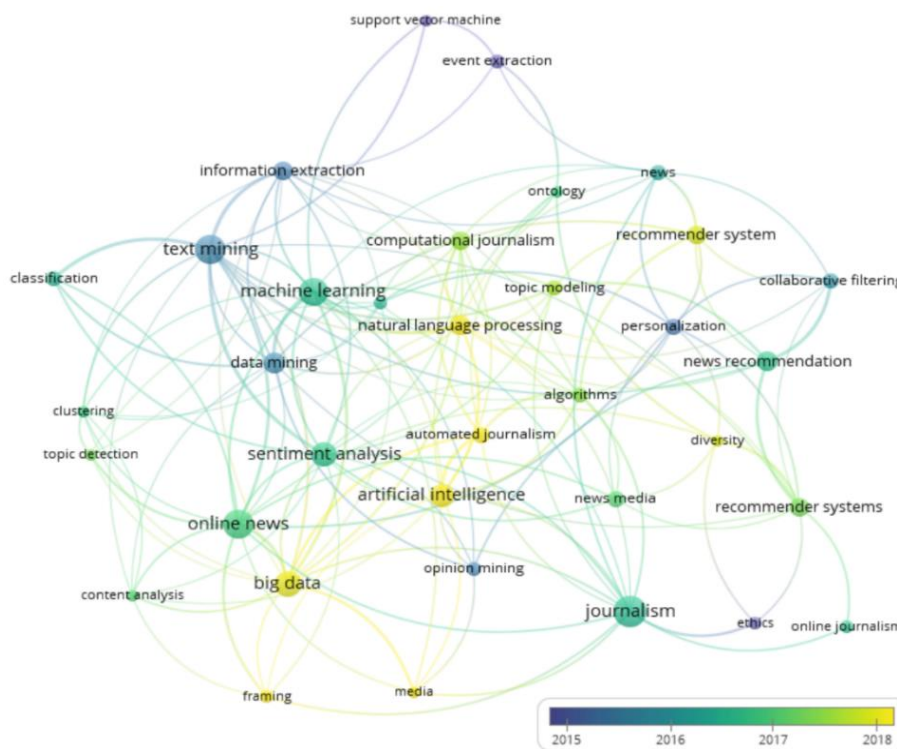 support vector machine
event extraction
information extraction
news
ontology
recommender system
computational journalism
text mining
classification
collaborative filtering
machine learning
topic modeling
natural language processing
personalization
data mining
news recommendation
algorithms
clustering
automated journalism
diversity
topic detection
sentiment analysis
artificial intelligence
news media
recommender systems
online news
opinion mining
big data
content analysis
journalism
ethics
online journalism
framing
media
2015
2016
2017
2018